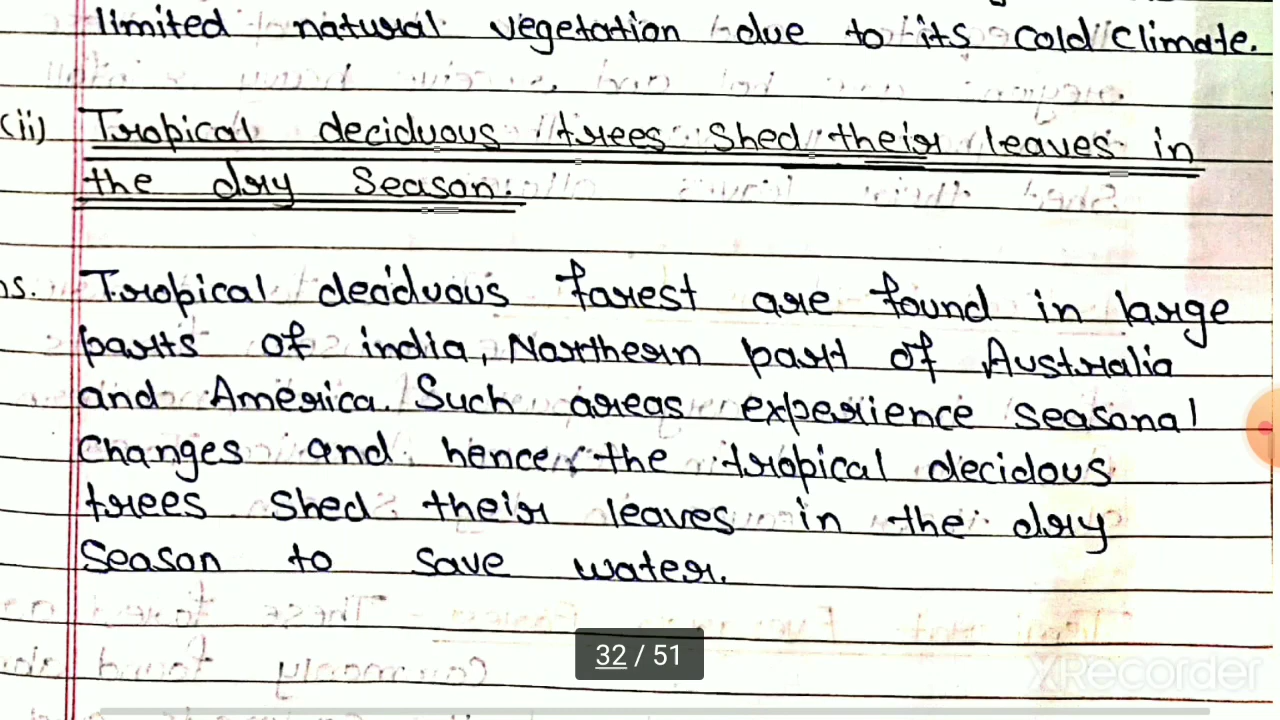 limited natural vegetation due to its cold climate.
(ii) Tropical deciduous trees shed their leaves in
the dry season.
ns. Tropical deciduous forest are found in large
parts of india, Northern part of Australia
and America. Such areas experience seasonal
changes and hence the tropical decidous
trees shed their leaves in the dry
season to save water.
32 / 51
XRecorder